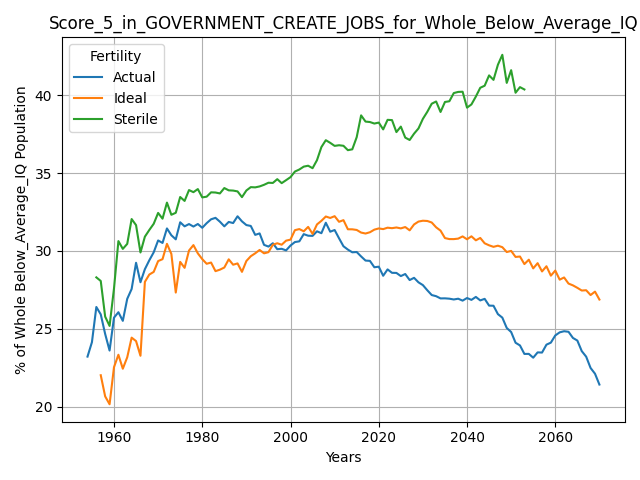 Score_5_in_GOVERNMENT_CREATE_JOBS_for_Whole_Below_Average_IQ
Fertility
Actual
Ideal
Sterile
% of Whole Below_Average_IQ Population
40
35
30
25
20
1960
1980
2000
2020
2040
2060
Years